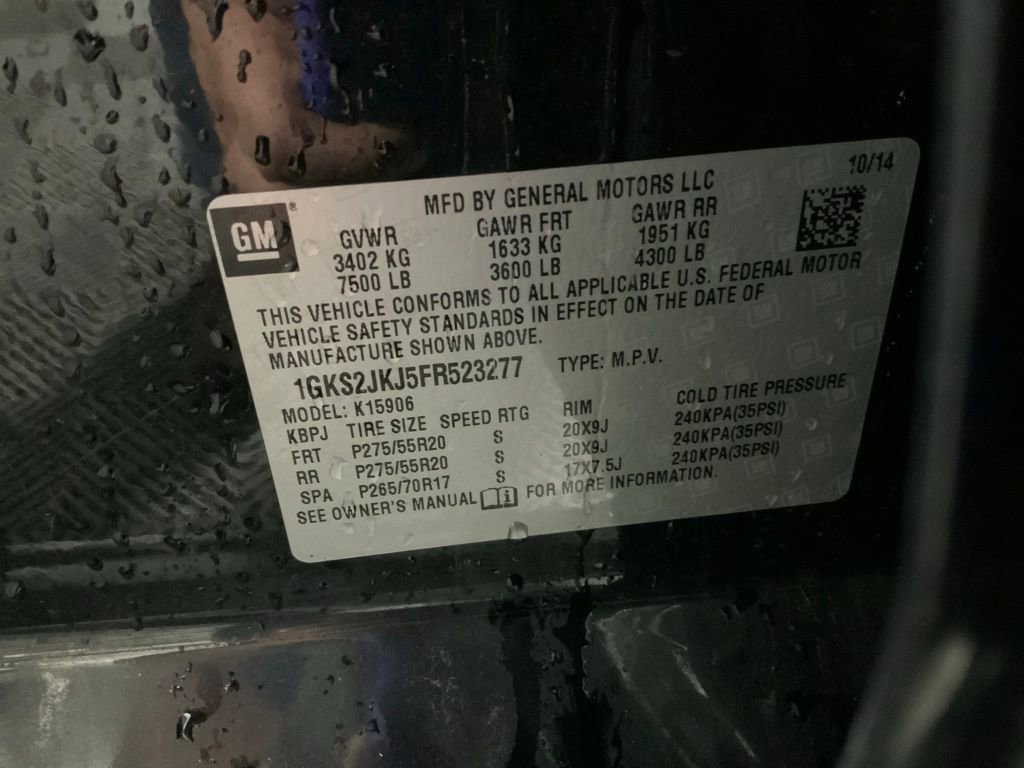 10/14
MFD BY GENERAL MOTORS LLC
GM
GVWR GAWR FRT GAWR RR
3402 KG 1633 KG 1951 KG
7500 LB 3600 LB 4300 LB
THIS VEHICLE CONFORMS TO ALL APPLICABLE U.S. FEDERAL MOTOR
VEHICLE SAFETY STANDARDS IN EFFECT ON THE DATE OF
MANUFACTURE SHOWN ABOVE.
1GKS2JKJ5FR523277 TYPE: M.P.V.
MODEL: K15906
KBPJ TIRE SIZE SPEED RTG RIM COLD TIRE PRESSURE
FRT P275/55R20 S 20X9J 240KPA(35PSI)
RR P275/55R20 S 20X9J 240KPA(35PSI)
SPA P265/70R17 S 17X7.5J 240KPA(35PSI)
SEE OWNER'S MANUAL FOR MORE INFORMATION.